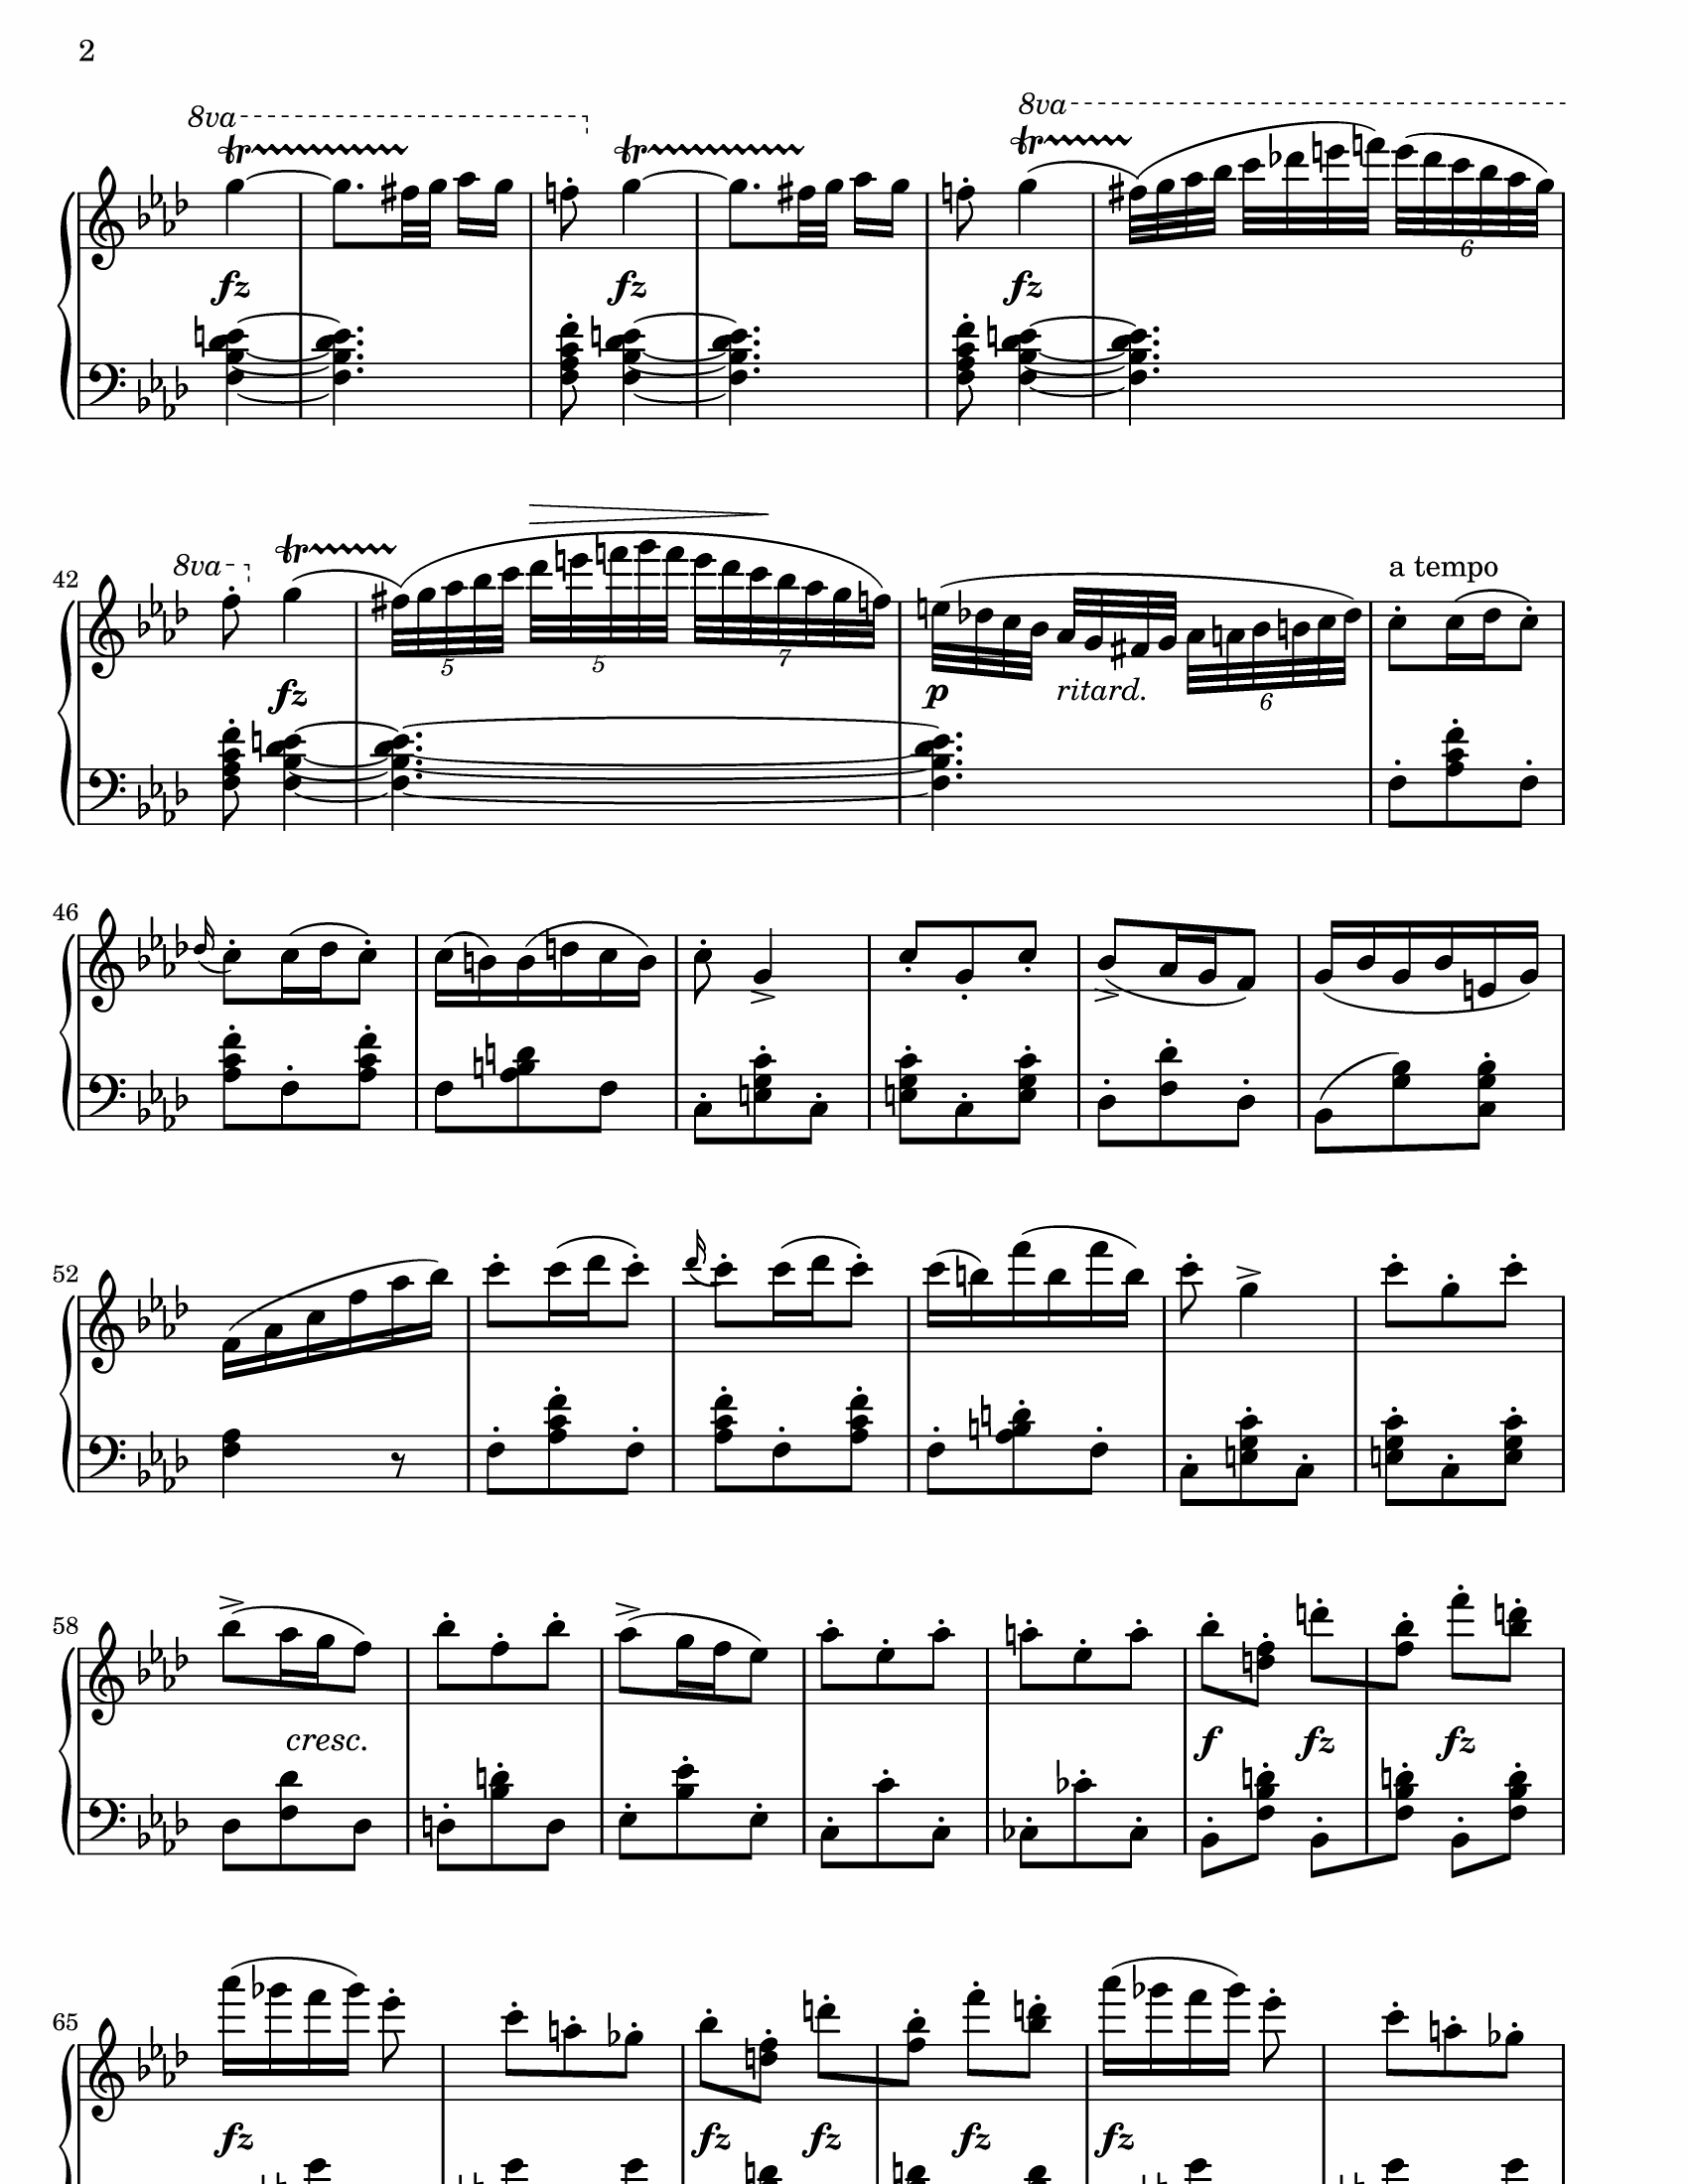 2
8va 8va
tr tr tr
6
fz fz fz
8va tr
42 a tempo
5 5 7
fz p ritard. 6
46
52
58
cresc. f fz fz
65
fz fz fz fz fz